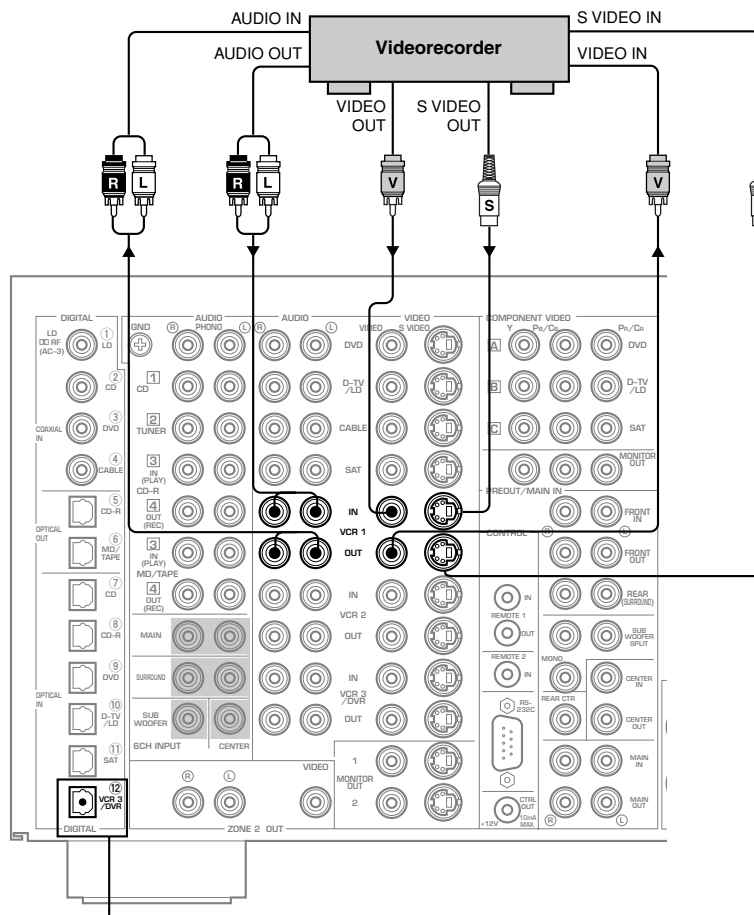 AUDIO IN
S VIDEO IN
Videorecorder
AUDIO OUT
VIDEO IN
VIDEO
OUT
S VIDEO
OUT
R L
R L
V
S
V
DIGITAL
LD
DD RF
(AC-3)
① LD
② CD
COAXIAL
IN
③ DVD
④ CABLE
⑤ CD-R
OPTICAL
OUT
⑥ MD/
TAPE
⑦ CD
⑧ CD-R
⑨ DVD
OPTICAL
IN
⑩ D-TV
/LD
⑪ SAT
⑫ VCR 3
/DVR
DIGITAL
GND
AUDIO
R PHONO L
1
CD
2
TUNER
3
IN
(PLAY)
CD-R
4
OUT
(REC)
3
IN
(PLAY)
MD/TAPE
4
OUT
(REC)
MAIN
SURROUND
SUB
WOOFER
6CH INPUT
CENTER
AUDIO
R L
VIDEO
VIDEO S VIDEO
DVD
D-TV
/LD
CABLE
SAT
IN
VCR 1
OUT
IN
VCR 2
OUT
IN
VCR 3
/DVR
OUT
1
MONITOR
OUT
2
R L
VIDEO
ZONE 2 OUT
COMPONENT VIDEO
Y PB/CB PR/CR
A DVD
B D-TV
/LD
C SAT
MONITOR
OUT
PREOUT/MAIN IN
FRONT
IN
CONTROL
R L
FRONT
OUT
IN
REMOTE 1
OUT
REMOTE 2
IN
REAR
(SURROUND)
SUB
WOOFER
SPLIT
MONO
CENTER
IN
REAR CTR
RS-
232C
CENTER
OUT
MAIN
IN
CTRL
OUT
+12V
10mA
MAX.
MAIN
OUT
R L